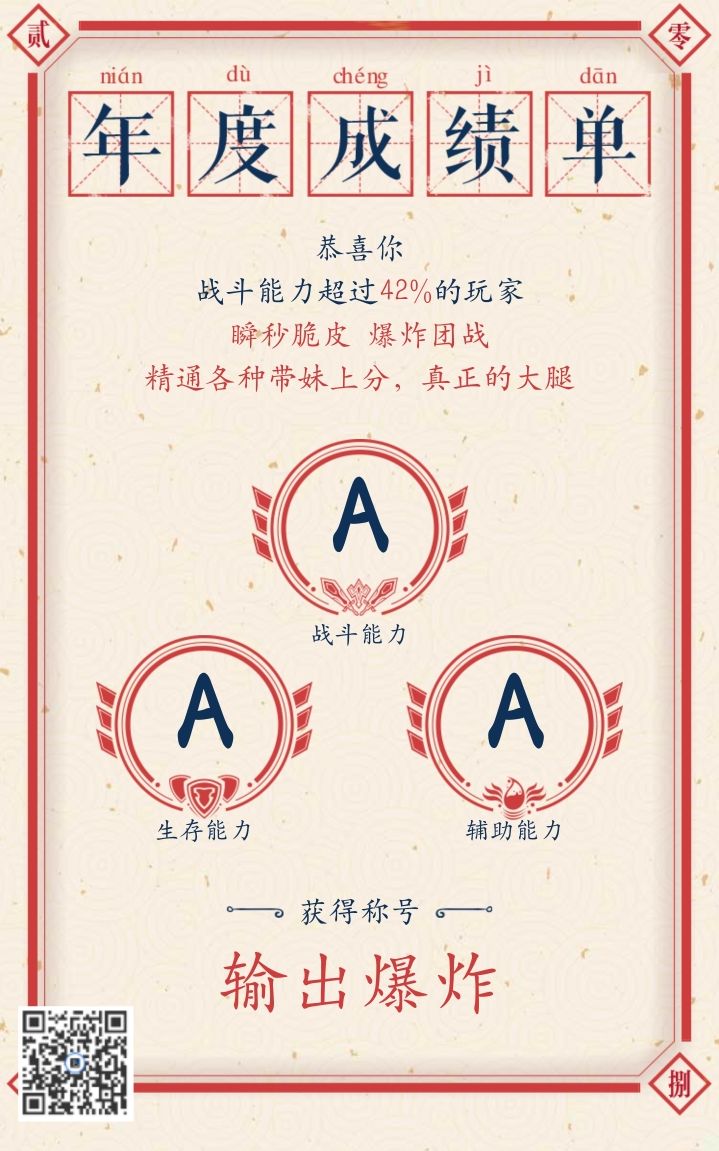 贰
零
nián dù chéng jì dān
年度成绩单
恭喜你
战斗能力超过42%的玩家
瞬秒脆皮 爆炸团战
精通各种带妹上分，真正的大腿
A
战斗能力
A A
生存能力 辅助能力
获得称号
输出爆炸
捌